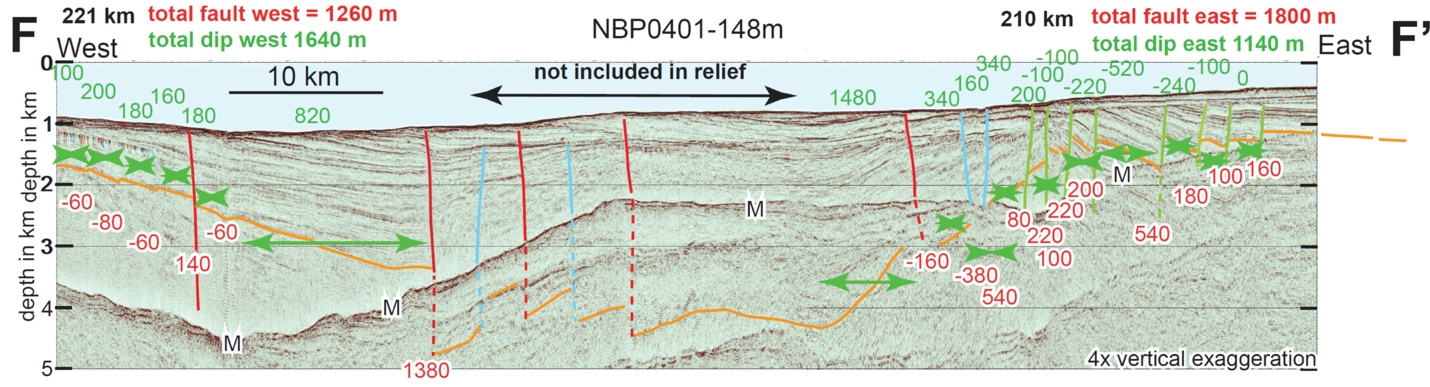 F 221 km total fault west = 1260 m NBP0401-148m 210 km total fault east = 1800 m F'
West total dip west 1640 m total dip east 1140 m East
0
100 200 180 160 180 820
10 km
not included in relief
1480 340 160 340 200 -100 -100 -220 -520 -240 -100 0
depth in km depth in km
1
2
3
4
5
-60 -80 -60 140 -60
1380
-160 -380 540 80 220 100 220 200 540 180 100 160
M M M M
4x vertical exaggeration